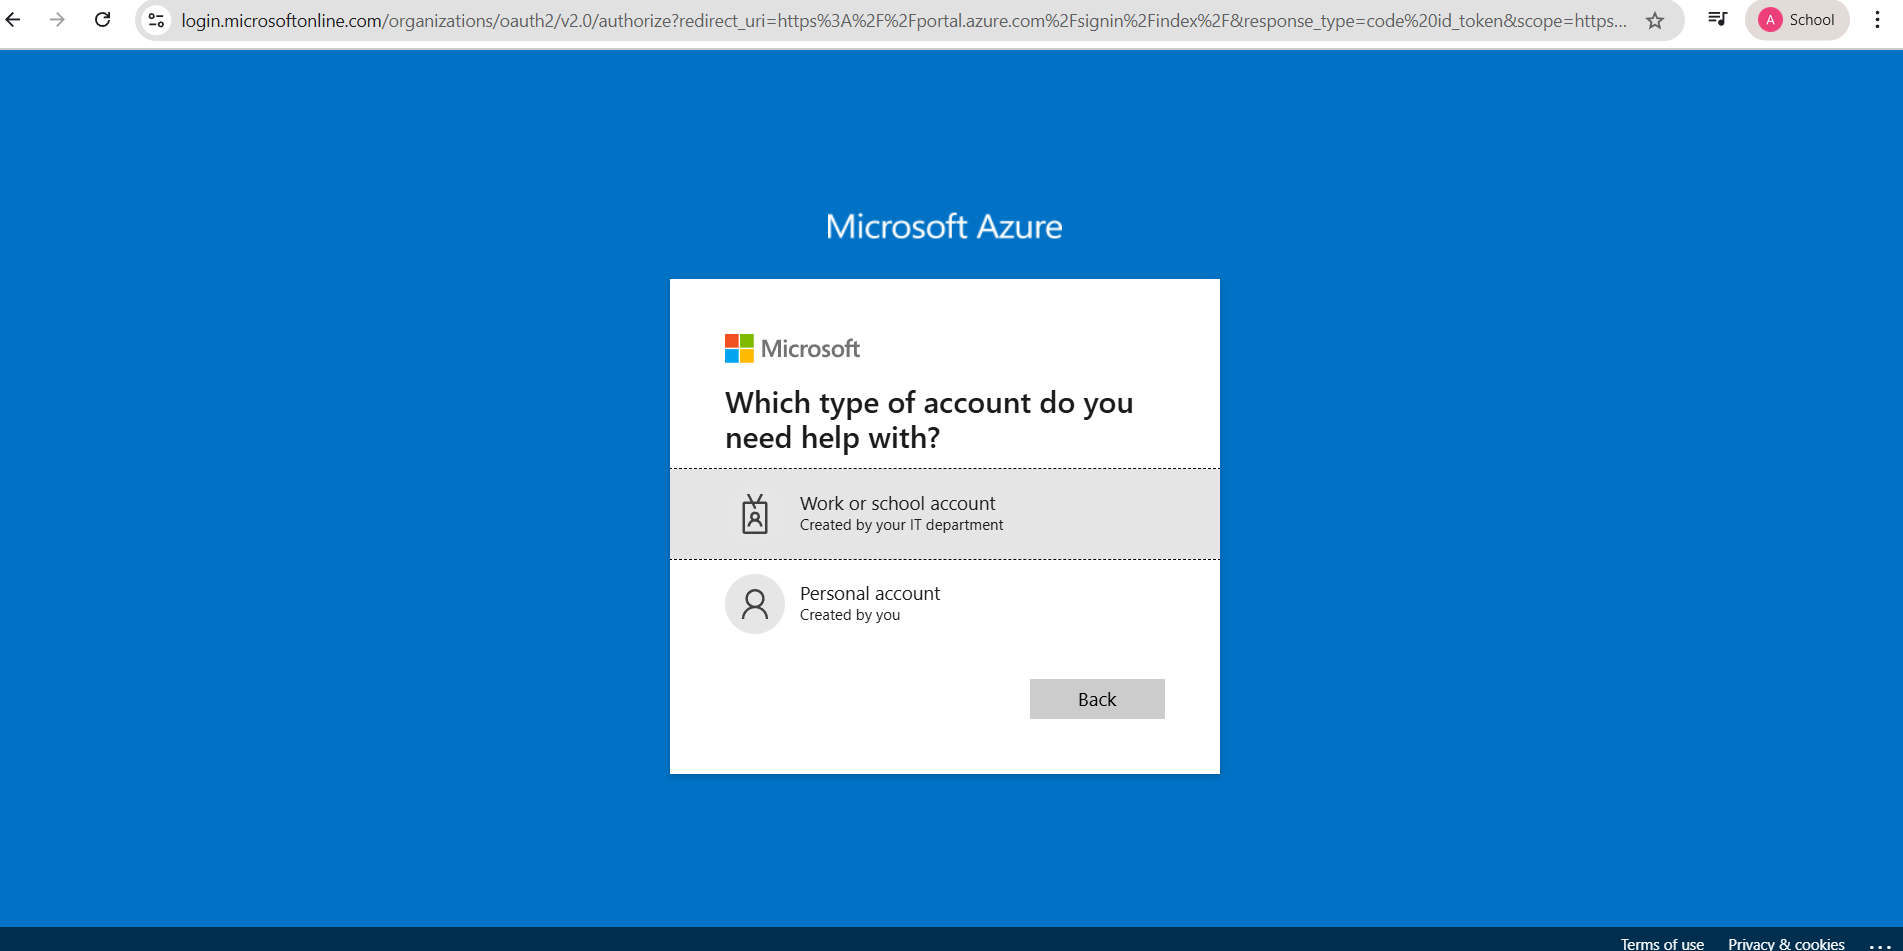 login.microsoftonline.com/organizations/oauth2/v2.0/authorize?redirect_uri=https%3A%2F%2Fportal.azure.com%2Fsignin%2Findex%2F&response_type=code%20id_token&scope=https...
A School
Microsoft Azure
Microsoft
Which type of account do you
need help with?
Work or school account
Created by your IT department
Personal account
Created by you
Back
Terms of use Privacy & cookies ...